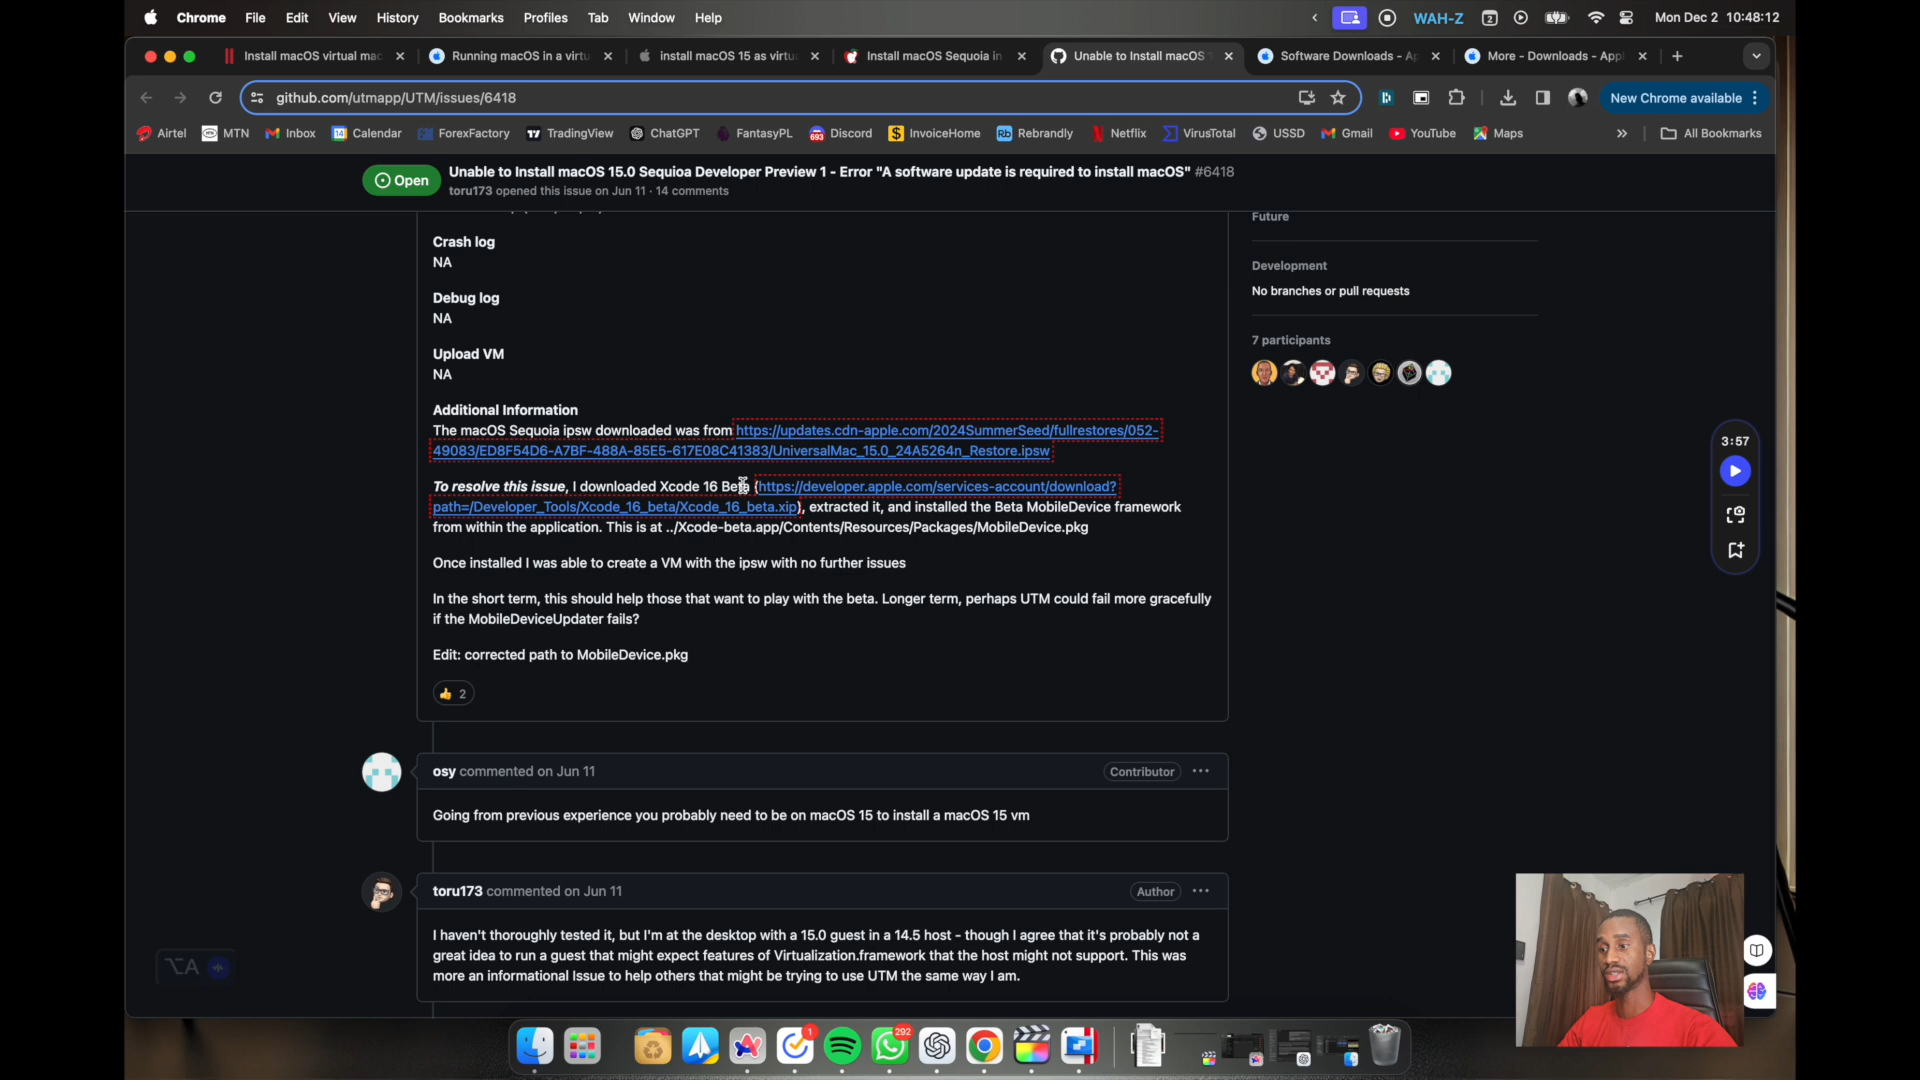 Chrome File Edit View History Bookmarks Profiles Tab Window Help WAH-Z 2 Mon Dec 2 10:48:12
Install macOS virtual mac Running macOS in a virtu install macOS 15 as virtu Install macOS Sequoia in Unable to Install macOS Software Downloads - Ap More - Downloads - Appl
github.com/utmapp/UTM/issues/6418 New Chrome available
Airtel MTN Inbox 14 Calendar ForexFactory TradingView ChatGPT FantasyPL 693 Discord $ InvoiceHome Rb Rebrandly Netflix VirusTotal USSD Gmail YouTube Maps » All Bookmarks
Open
Unable to Install macOS 15.0 Sequioa Developer Preview 1 - Error "A software update is required to install macOS" #6418
toru173 opened this issue on Jun 11 · 14 comments
Crash log
NA
Debug log
NA
Upload VM
NA
Additional Information
The macOS Sequoia ipsw downloaded was from https://updates.cdn-apple.com/2024SummerSeed/fullrestores/052-
49083/ED8F54D6-A7BF-488A-85E5-617E08C41383/UniversalMac_15.0_24A5264n_Restore.ipsw
To resolve this issue, I downloaded Xcode 16 Beta (https://developer.apple.com/services-account/download?
path=/Developer_Tools/Xcode_16_beta/Xcode_16_beta.xip), extracted it, and installed the Beta MobileDevice framework
from within the application. This is at ../Xcode-beta.app/Contents/Resources/Packages/MobileDevice.pkg
Once installed I was able to create a VM with the ipsw with no further issues
In the short term, this should help those that want to play with the beta. Longer term, perhaps UTM could fail more gracefully
if the MobileDeviceUpdater fails?
Edit: corrected path to MobileDevice.pkg
2
Future
Development
No branches or pull requests
7 participants
3:57
osy commented on Jun 11 Contributor
Going from previous experience you probably need to be on macOS 15 to install a macOS 15 vm
toru173 commented on Jun 11 Author
I haven't thoroughly tested it, but I'm at the desktop with a 15.0 guest in a 14.5 host - though I agree that it's probably not a
great idea to run a guest that might expect features of Virtualization.framework that the host might not support. This was
more an informational Issue to help others that might be trying to use UTM the same way I am.
⌥A
1
292